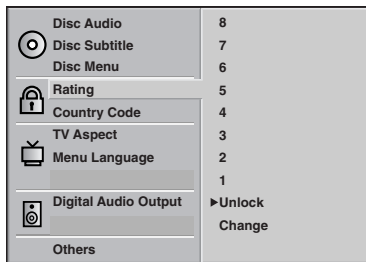 Disc Audio
Disc Subtitle
Disc Menu
Rating
Country Code
TV Aspect
Menu Language
Digital Audio Output
Others
8
7
6
5
4
3
2
1
Unlock
Change